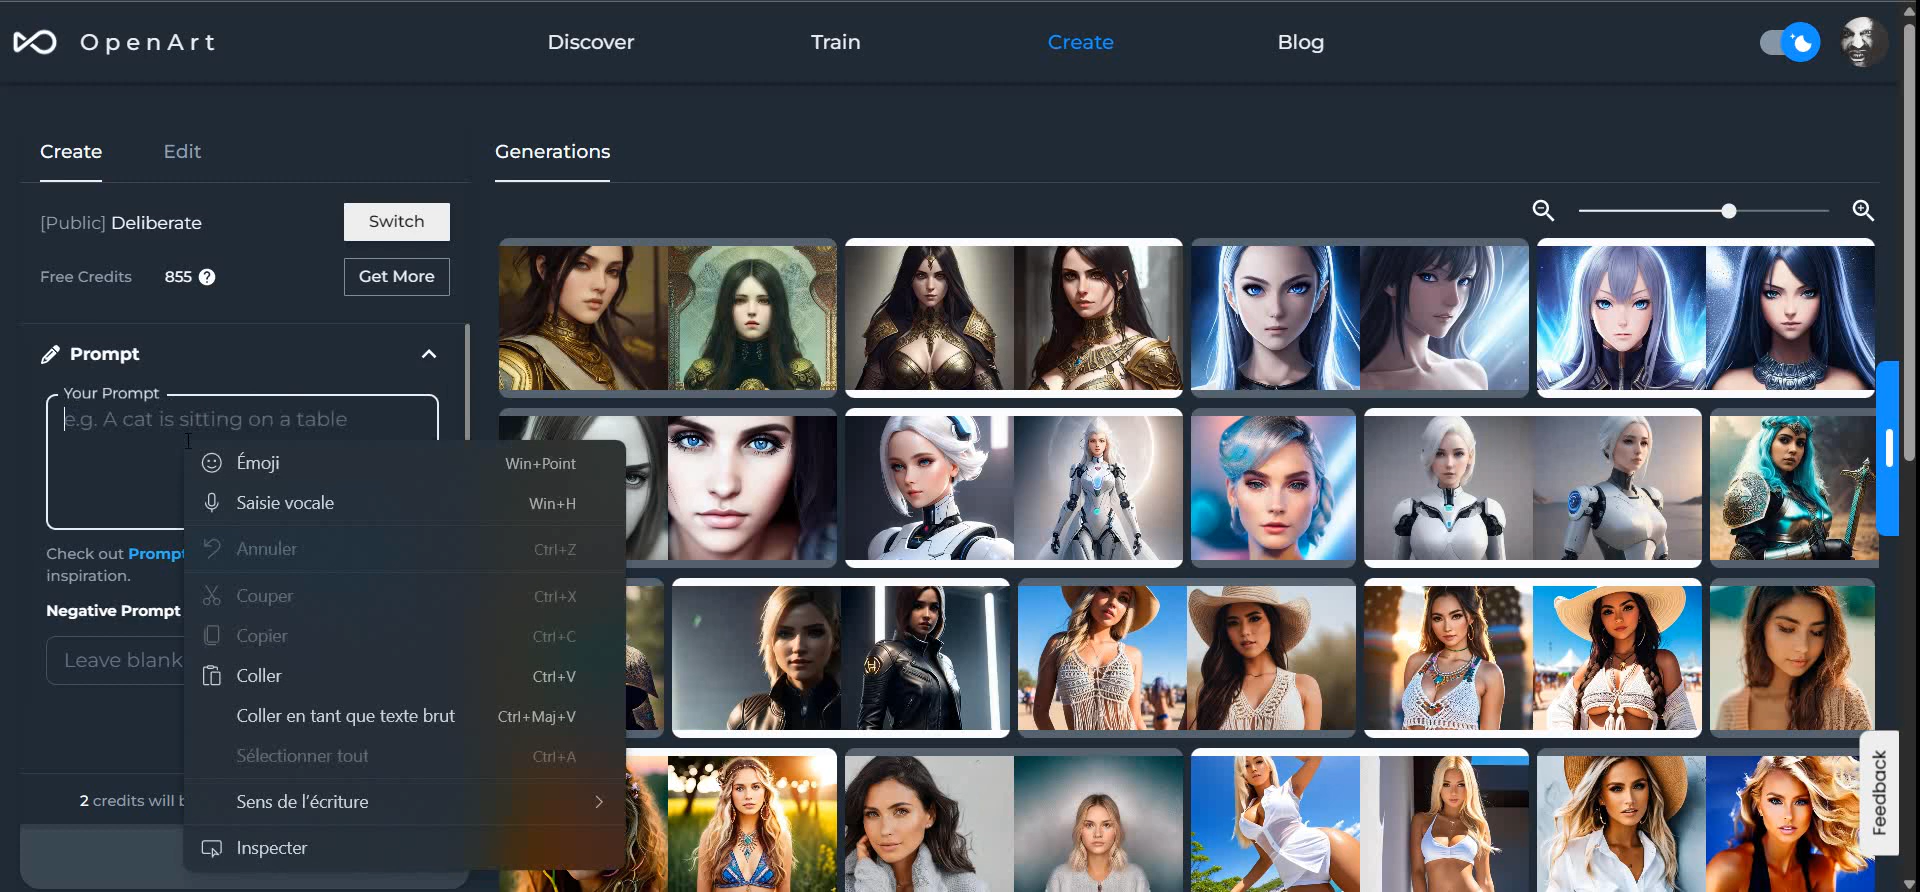 OpenArt
Discover
Train
Create
Blog
Create
Edit
Generations
[Public] Deliberate
Switch
Free Credits 855 ?
Get More
Prompt
Your Prompt
e.g. A cat is sitting on a table
Émoji Win+Point
Saisie vocale Win+H
Annuler Ctrl+Z
Check out Prompt
inspiration.
Couper Ctrl+X
Negative Prompt
Copier Ctrl+C
Leave blank
Coller Ctrl+V
Coller en tant que texte brut Ctrl+Maj+V
Sélectionner tout Ctrl+A
2 credits will
Sens de l'écriture
Inspecter
Feedback